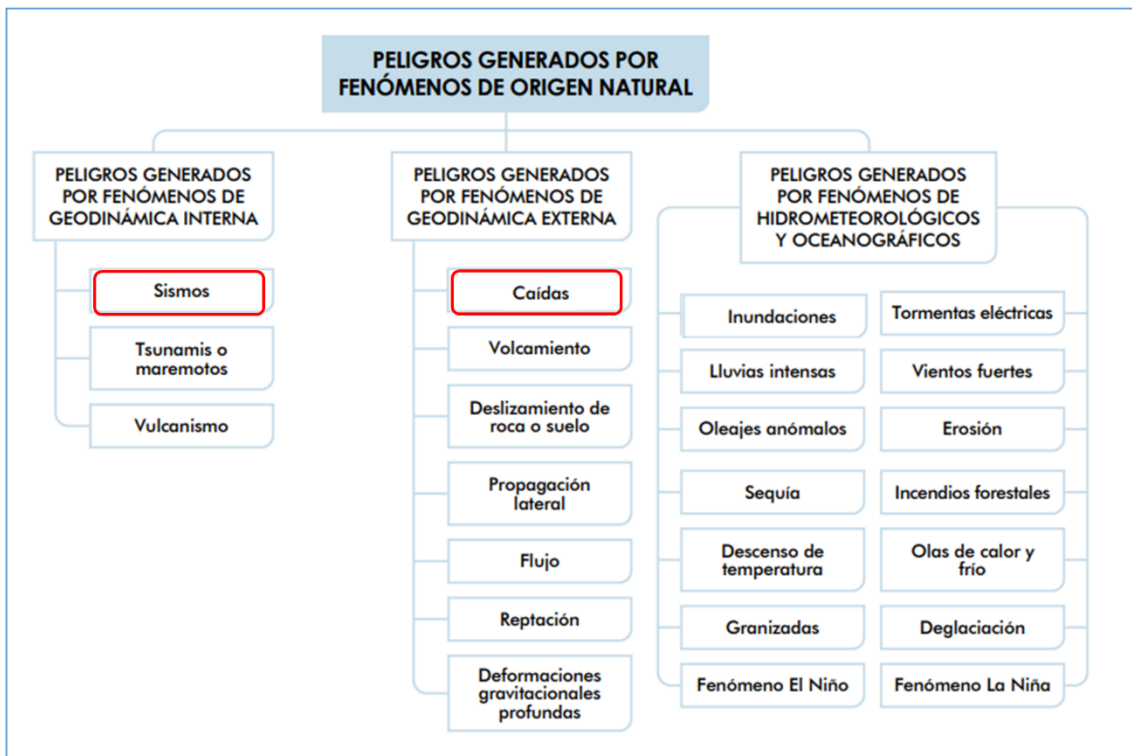 PELIGROS GENERADOS POR
FENÓMENOS DE ORIGEN NATURAL
PELIGROS GENERADOS
POR FENÓMENOS DE
GEODINÁMICA INTERNA
Sismos
Tsunamis o
maremotos
Vulcanismo
PELIGROS GENERADOS
POR FENÓMENOS DE
GEODINÁMICA EXTERNA
Caídas
Volcamiento
Deslizamiento de
roca o suelo
Propagación
lateral
Flujo
Reptación
Deformaciones
gravitacionales
profundas
PELIGROS GENERADOS
POR FENÓMENOS DE
HIDROMETEOROLÓGICOS
Y OCEANOGRÁFICOS
Inundaciones
Lluvias intensas
Oleajes anómalos
Sequía
Descenso de
temperatura
Granizadas
Fenómeno El Niño
Tormentas eléctricas
Vientos fuertes
Erosión
Incendios forestales
Olas de calor y
frío
Deglaciación
Fenómeno La Niña